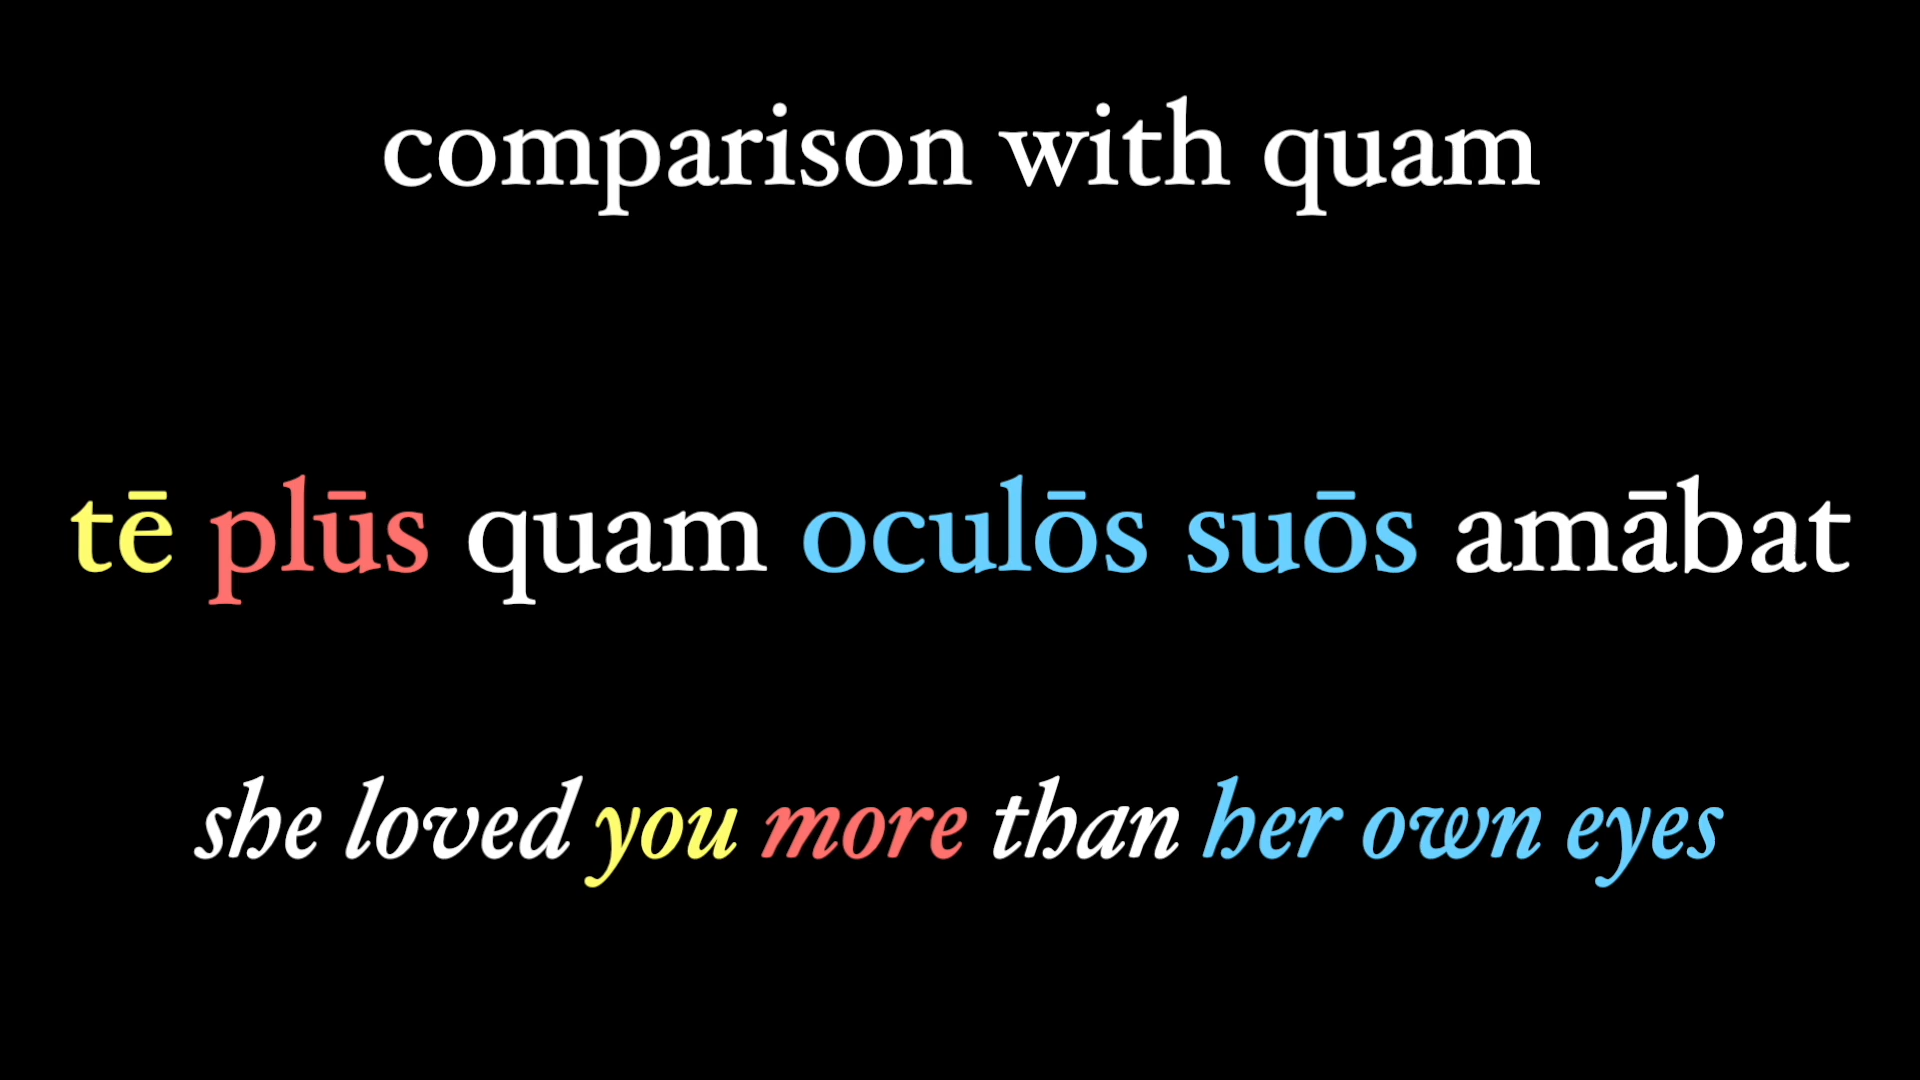 comparison with quam
tē plūs quam oculōs suōs amābat
she loved you more than her own eyes